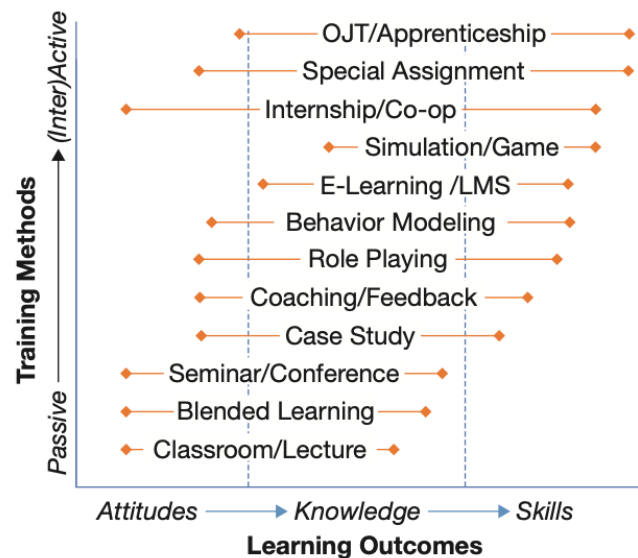 OJT/Apprenticeship
Special Assignment
Internship/Co-op
Simulation/Game
E-Learning /LMS
Behavior Modeling
Role Playing
Coaching/Feedback
Case Study
Seminar/Conference
Blended Learning
Classroom/Lecture
Training Methods
Passive
(Inter)Active
Attitudes Knowledge Skills
Learning Outcomes